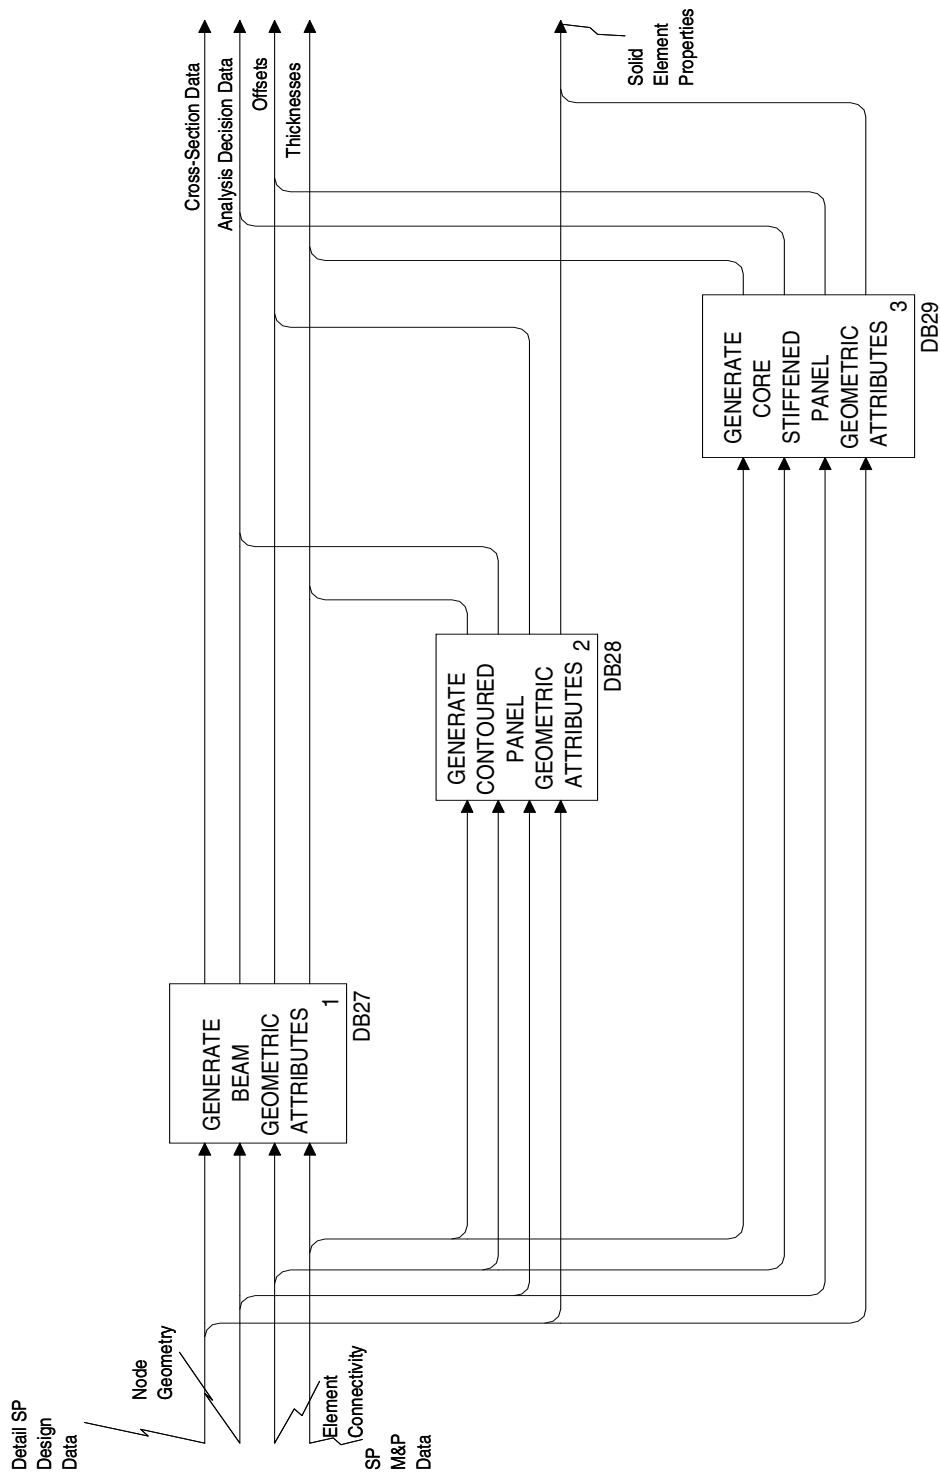 Detail SP
Design
Data
Node
Geometry
Element
Connectivity
SP
M&P
Data
GENERATE
BEAM
GEOMETRIC
ATTRIBUTES
1
DB27
GENERATE
CONTOURED
PANEL
GEOMETRIC
ATTRIBUTES 2
DB28
GENERATE
CORE
STIFFENED
PANEL
GEOMETRIC
ATTRIBUTES
3
DB29
Cross-Section Data
Analysis Decision Data
Offsets
Thicknesses
Solid
Element
Properties